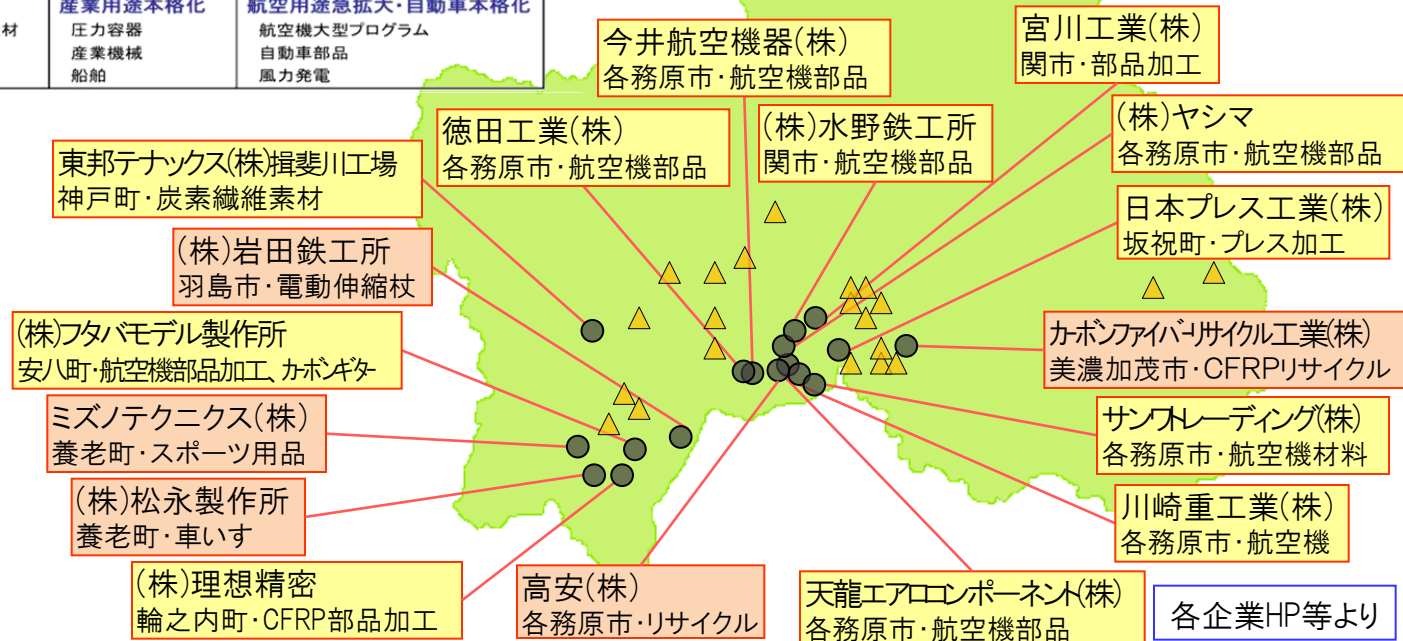 産業用途本格化
航空用途急拡大・自動車本格化
材
圧力容器
航空機大型プログラム
産業機械
自動車部品
船舶
風力発電
今井航空機器(株)
各務原市・航空機部品
宮川工業(株)
関市・部品加工
徳田工業(株)
各務原市・航空機部品
(株)水野鉄工所
関市・航空機部品
(株)ヤシマ
各務原市・航空機部品
東邦テナックス(株)揖斐川工場
神戸町・炭素繊維素材
日本プレス工業(株)
坂祝町・プレス加工
(株)岩田鉄工所
羽島市・電動伸縮杖
(株)フタバモデル製作所
安八町・航空機部品加工、カーボンギター
カーボンファイバーリサイクル工業(株)
美濃加茂市・CFRPリサイクル
ミズノテクニクス(株)
養老町・スポーツ用品
サンワトレーディング(株)
各務原市・航空機材料
(株)松永製作所
養老町・車いす
川崎重工業(株)
各務原市・航空機
(株)理想精密
輪之内町・CFRP部品加工
高安(株)
各務原市・リサイクル
天龍エアロコンポーネント(株)
各務原市・航空機部品
各企業HP等より